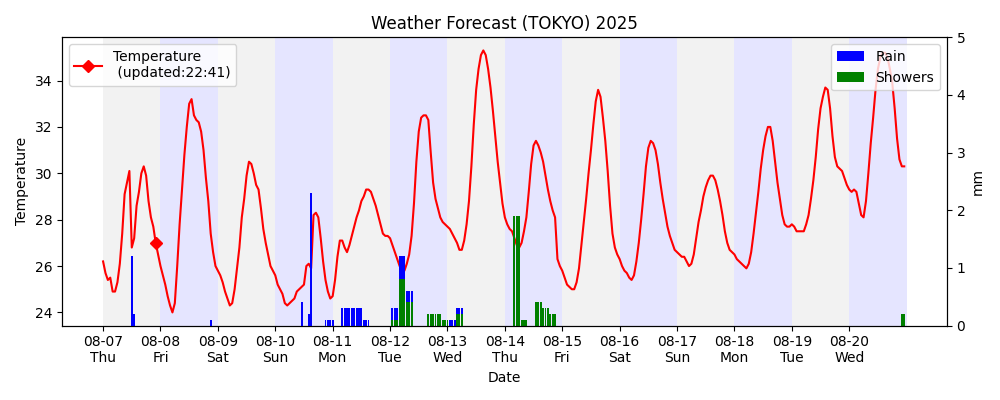 Weather Forecast (TOKYO) 2025
Temperature
(updated:22:41)
Rain
Showers
Temperature
34
32
30
28
26
24
5
4
3
2
1
0
mm
08-07 08-08 08-09 08-10 08-11 08-12 08-13 08-14 08-15 08-16 08-17 08-18 08-19 08-20
Thu Fri Sat Sun Mon Tue Wed Thu Fri Sat Sun Mon Tue Wed
Date